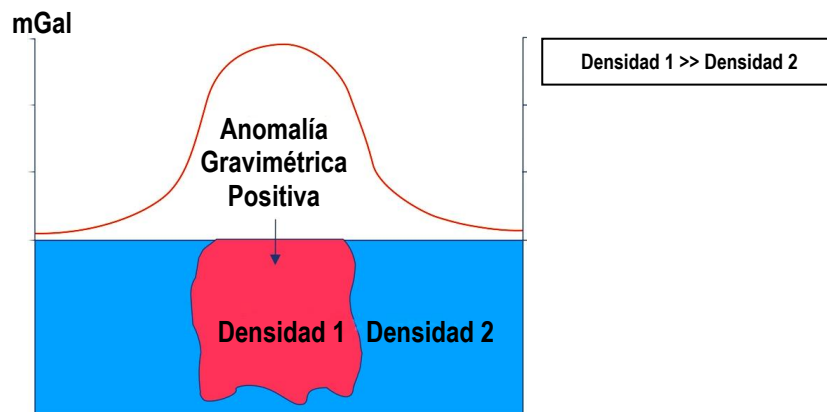 mGal
Densidad 1 >> Densidad 2
Anomalía
Gravimétrica
Positiva
Densidad 1
Densidad 2